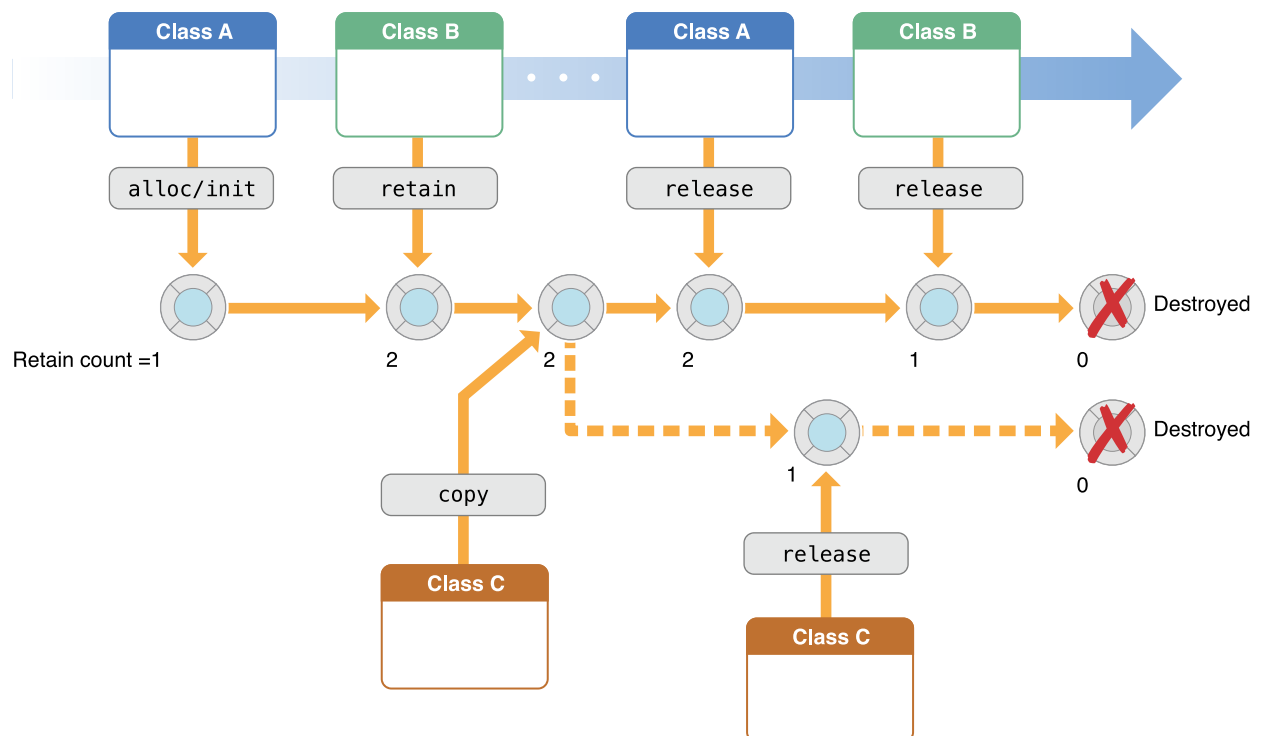 Class A
Class B
Class A
Class B
alloc/init
retain
release
release
Destroyed
Retain count =1
2
2
2
1
0
Destroyed
1
0
copy
release
Class C
Class C